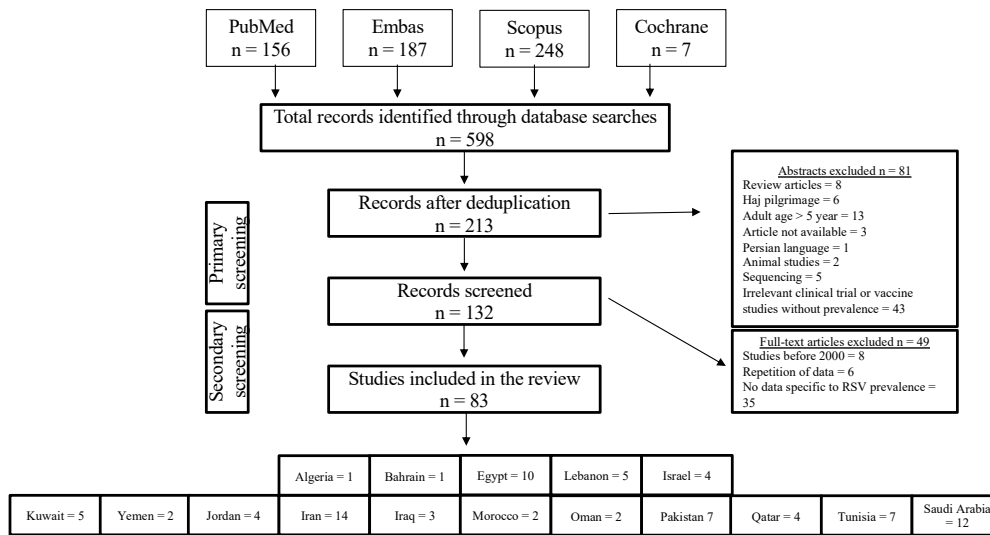 PubMed
n = 156
Embas
n = 187
Scopus
n = 248
Cochrane
n = 7
Total records identified through database searches
n = 598
Records after deduplication
n = 213
Abstracts excluded n = 81
Review articles = 8
Haj pilgrimage = 6
Adult age > 5 year = 13
Article not available = 3
Persian language = 1
Animal studies = 2
Sequencing = 5
Irrelevant clinical trial or vaccine
studies without prevalence = 43
Primary
screening
Records screened
n = 132
Full-text articles excluded n = 49
Studies before 2000 = 8
Repetition of data = 6
No data specific to RSV prevalence =
35
Secondary
screening
Studies included in the review
n = 83
Algeria = 1
Bahrain = 1
Egypt = 10
Lebanon = 5
Israel = 4
Kuwait = 5
Yemen = 2
Jordan = 4
Iran = 14
Iraq = 3
Morocco = 2
Oman = 2
Pakistan 7
Qatar = 4
Tunisia = 7
Saudi Arabia
= 12